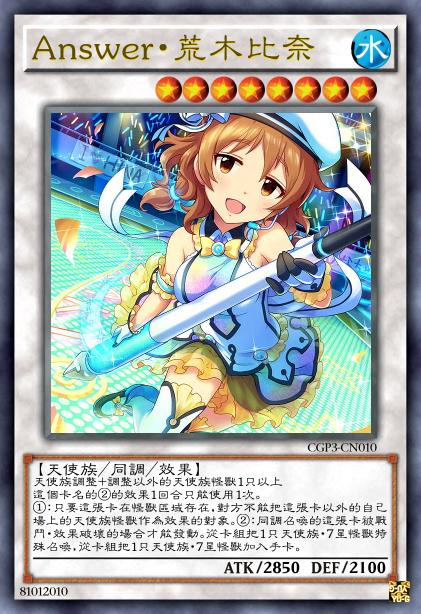 Answer・荒木比奈
水
CHINA
CGP3-CN010
【天使族／同調／效果】
天使族調整＋調整以外的天使族怪獸1只以上
這個卡名的②的效果1回合只能使用1次。
①：只要這張卡在怪獸區域存在，對方不能把這張卡以外的自己
場上的天使族怪獸作為效果的對象。②：同調召喚的這張卡被戰
鬥·效果破壞的場合才能發動。從卡組把1只天使族·7星怪獸特
殊召喚，從卡組把1只天使族·7星怪獸加入手卡。
ATK/2850 DEF/2100
81012010